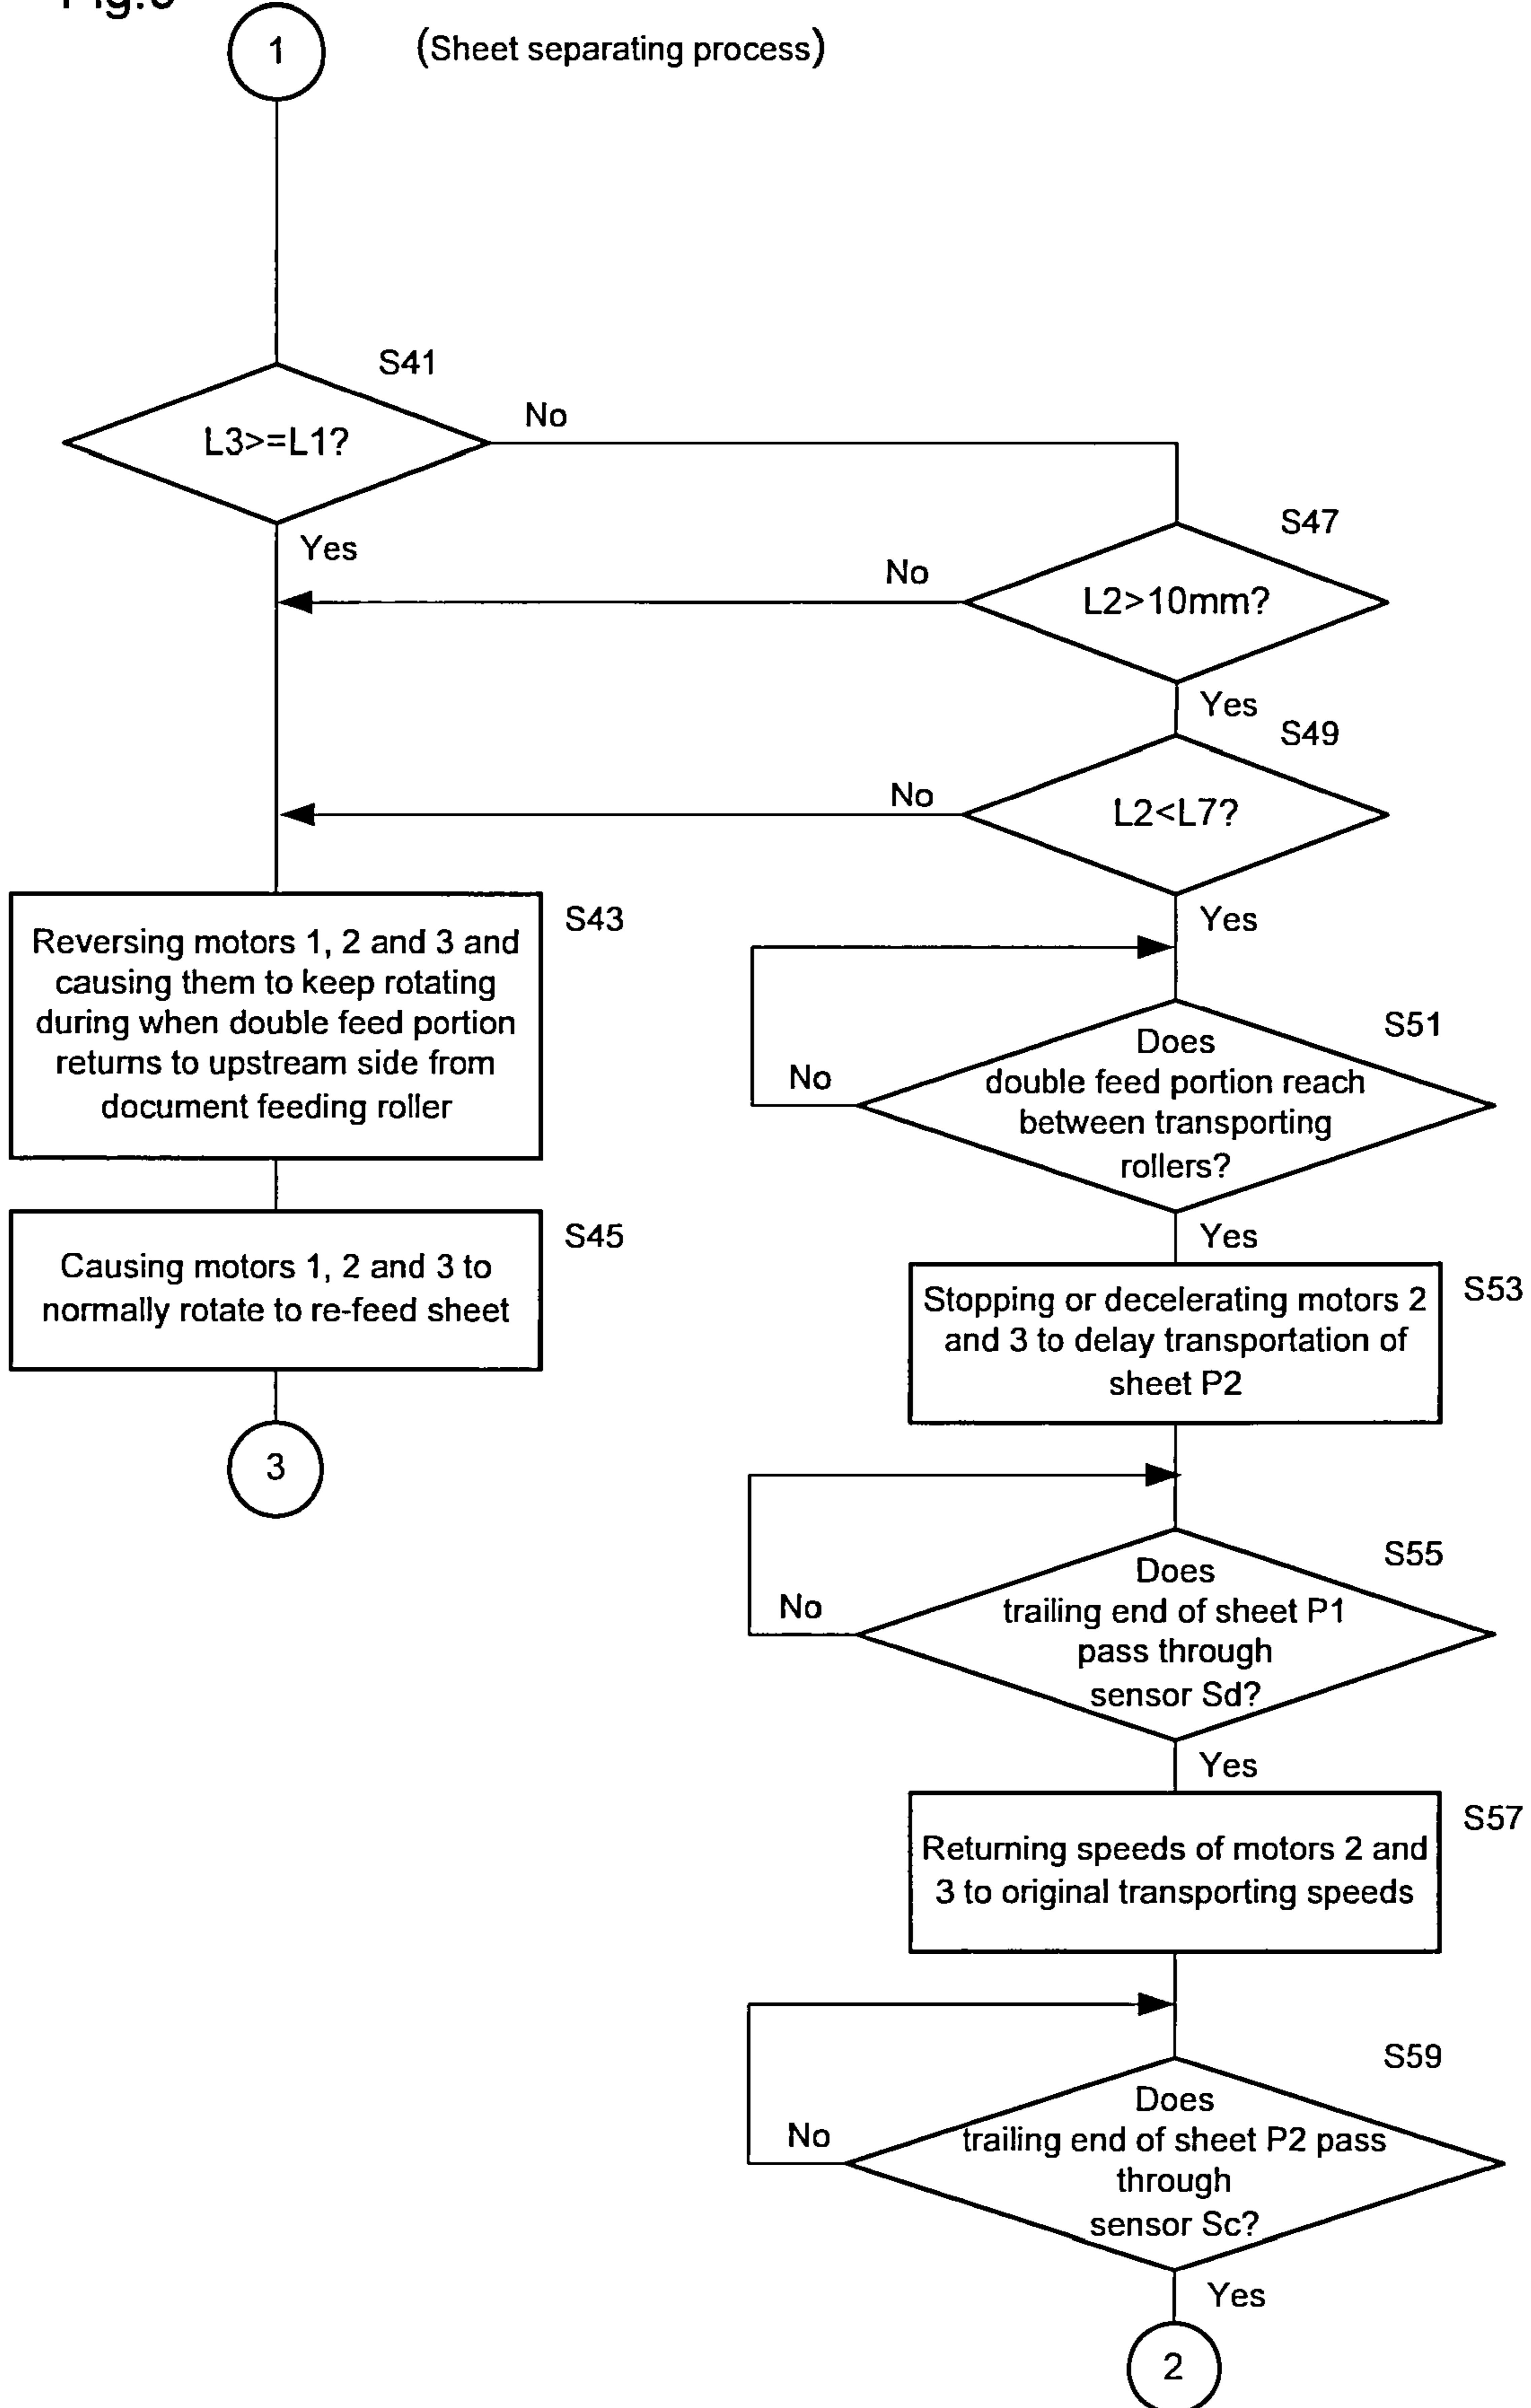 1
(Sheet separating process)
S41
L3>=L1?
No
Yes
S47
L2>10mm?
No
Yes
S49
L2<L7?
No
Yes
S43
Reversing motors 1, 2 and 3 and
causing them to keep rotating
during when double feed portion
returns to upstream side from
document feeding roller
S45
Causing motors 1, 2 and 3 to
normally rotate to re-feed sheet
3
S51
Does
double feed portion reach
between transporting
rollers?
No
Yes
S53
Stopping or decelerating motors 2
and 3 to delay transportation of
sheet P2
S55
Does
trailing end of sheet P1
pass through
sensor Sd?
No
Yes
S57
Returning speeds of motors 2 and
3 to original transporting speeds
S59
Does
trailing end of sheet P2 pass
through
sensor Sc?
No
Yes
2